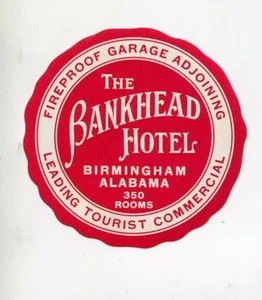 FIREPROOF GARAGE ADJOINING
THE
BANKHEAD
HOTEL
BIRMINGHAM
ALABAMA
350
ROOMS
LEADING TOURIST COMMERCIAL